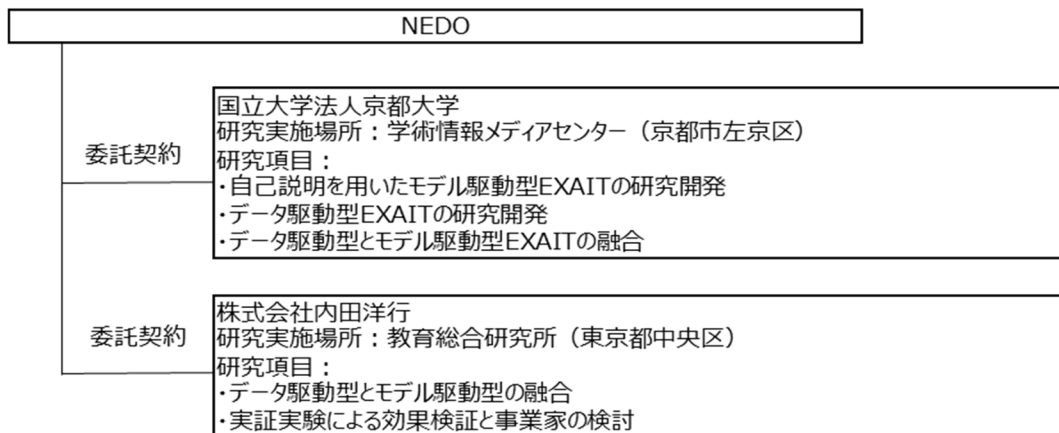 NEDO
委託契約
国立大学法人京都大学
研究実施場所：学術情報メディアセンター（京都市左京区）
研究項目：
・自己説明を用いたモデル駆動型EXAITの研究開発
・データ駆動型EXAITの研究開発
・データ駆動型とモデル駆動型EXAITの融合
委託契約
株式会社内田洋行
研究実施場所：教育総合研究所（東京都中央区）
研究項目：
・データ駆動型とモデル駆動型の融合
・実証実験による効果検証と事業家の検討